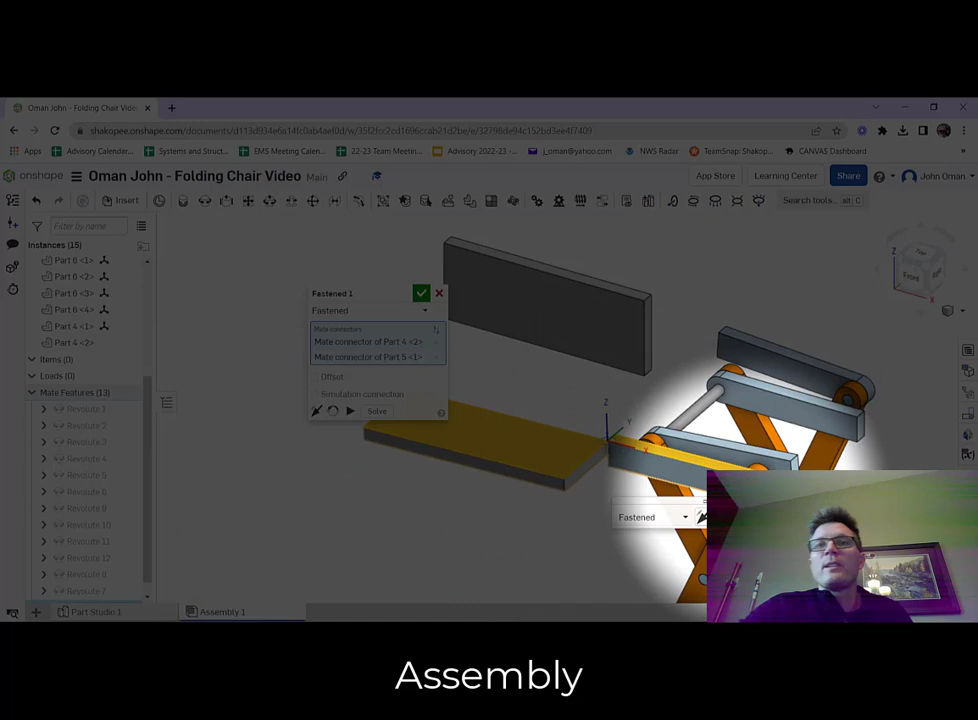 Oman John - Folding Chair Vide
shakopee.onshape.com/documents/d113d934e6a14fc0ab4aef0d/w/35f2fcc2cd1696ccab21d2be/e/32798de94c152bd3ee4f7409
Apps Advisory Calendar... Systems and Struct... EMS Meeting Calen... 22-23 Team Meetin... Advisory 2022-23 -... j_oman@yahoo.com NWS Radar TeamSnap: Shakop... CANVAS Dashboard
onshape Oman John - Folding Chair Video Main App Store Learning Center Share John Oman
Insert Search tools... alt C
Filter by name
Instances (15)
Part 6 <1>
Part 6 <2>
Part 6 <3>
Part 6 <4>
Part 4 <1>
Part 4 <2>
Items (0)
Loads (0)
Mate Features (13)
Revolute 1
Revolute 2
Revolute 3
Revolute 4
Revolute 5
Revolute 6
Revolute 9
Revolute 10
Revolute 11
Revolute 12
Revolute 8
Revolute 7
Fastened 1
Fastened
Mate connectors
Mate connector of Part 4 <2>
Mate connector of Part 5 <1>
Offset
Simulation connection
Solve
Z
Y
X
Z
Top
Front
X
Fastened
Part Studio 1 Assembly 1
Assembly